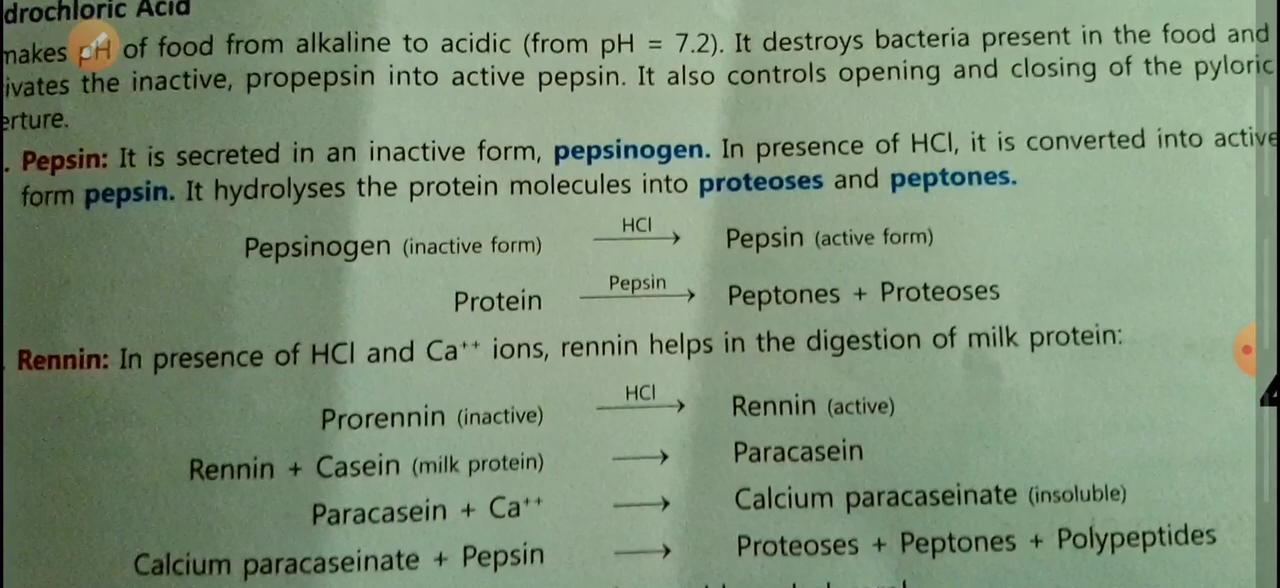 drochloric Acid
makes pH of food from alkaline to acidic (from pH = 7.2). It destroys bacteria present in the food and
ivates the inactive, propepsin into active pepsin. It also controls opening and closing of the pyloric
erture.
. Pepsin: It is secreted in an inactive form, pepsinogen. In presence of HCl, it is converted into active
form pepsin. It hydrolyses the protein molecules into proteoses and peptones.
Pepsinogen (inactive form) HCl → Pepsin (active form)
Protein Pepsin → Peptones + Proteoses
Rennin: In presence of HCl and Ca⁺⁺ ions, rennin helps in the digestion of milk protein:
Prorennin (inactive) HCl → Rennin (active)
Rennin + Casein (milk protein) → Paracasein
Paracasein + Ca⁺⁺ → Calcium paracaseinate (insoluble)
Calcium paracaseinate + Pepsin → Proteoses + Peptones + Polypeptides